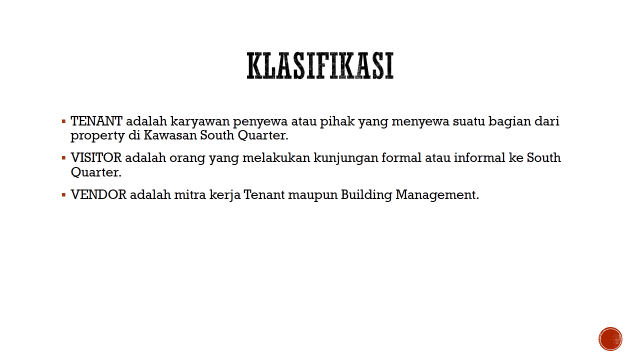 KLASIFIKASI
▪ TENANT adalah karyawan penyewa atau pihak yang menyewa suatu bagian dari
property di Kawasan South Quarter.
▪ VISITOR adalah orang yang melakukan kunjungan formal atau informal ke South
Quarter.
▪ VENDOR adalah mitra kerja Tenant maupun Building Management.